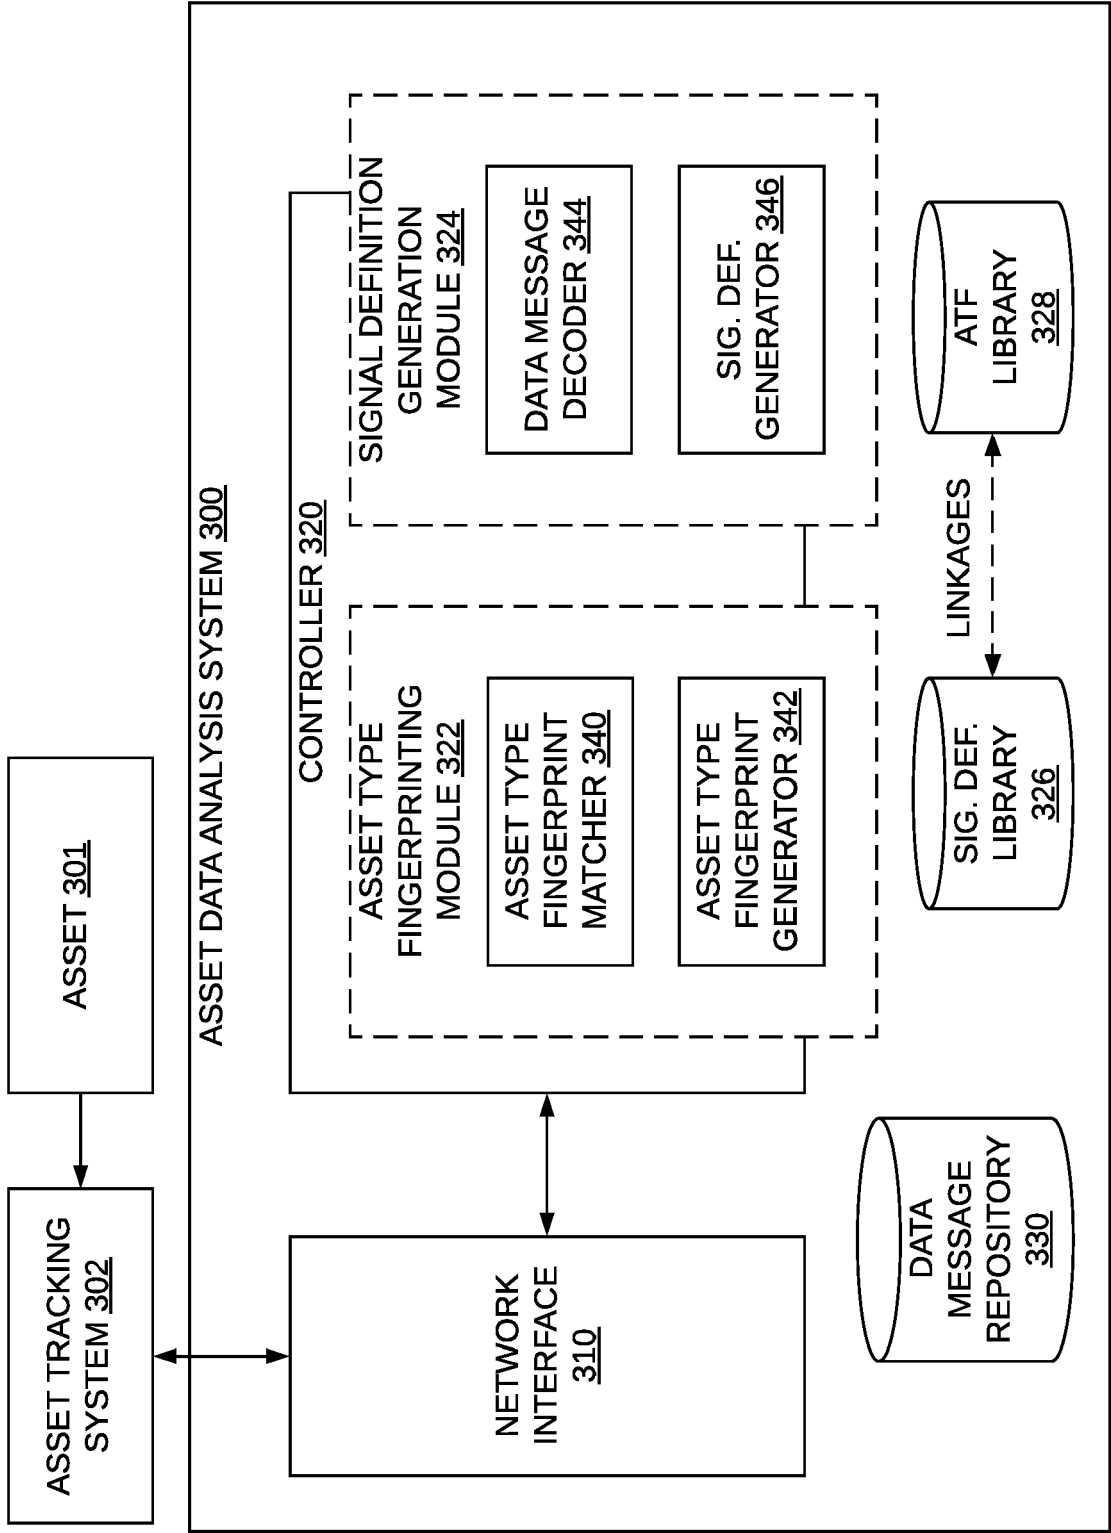 ASSET TRACKING
SYSTEM 302
ASSET 301
ASSET DATA ANALYSIS SYSTEM 300
NETWORK
INTERFACE
310
CONTROLLER 320
ASSET TYPE
FINGERPRINTING
MODULE 322
ASSET TYPE
FINGERPRINT
MATCHER 340
ASSET TYPE
FINGERPRINT
GENERATOR 342
SIGNAL DEFINITION
GENERATION
MODULE 324
DATA MESSAGE
DECODER 344
SIG. DEF.
GENERATOR 346
DATA
MESSAGE
REPOSITORY
330
SIG. DEF.
LIBRARY
326
LINKAGES
ATF
LIBRARY
328